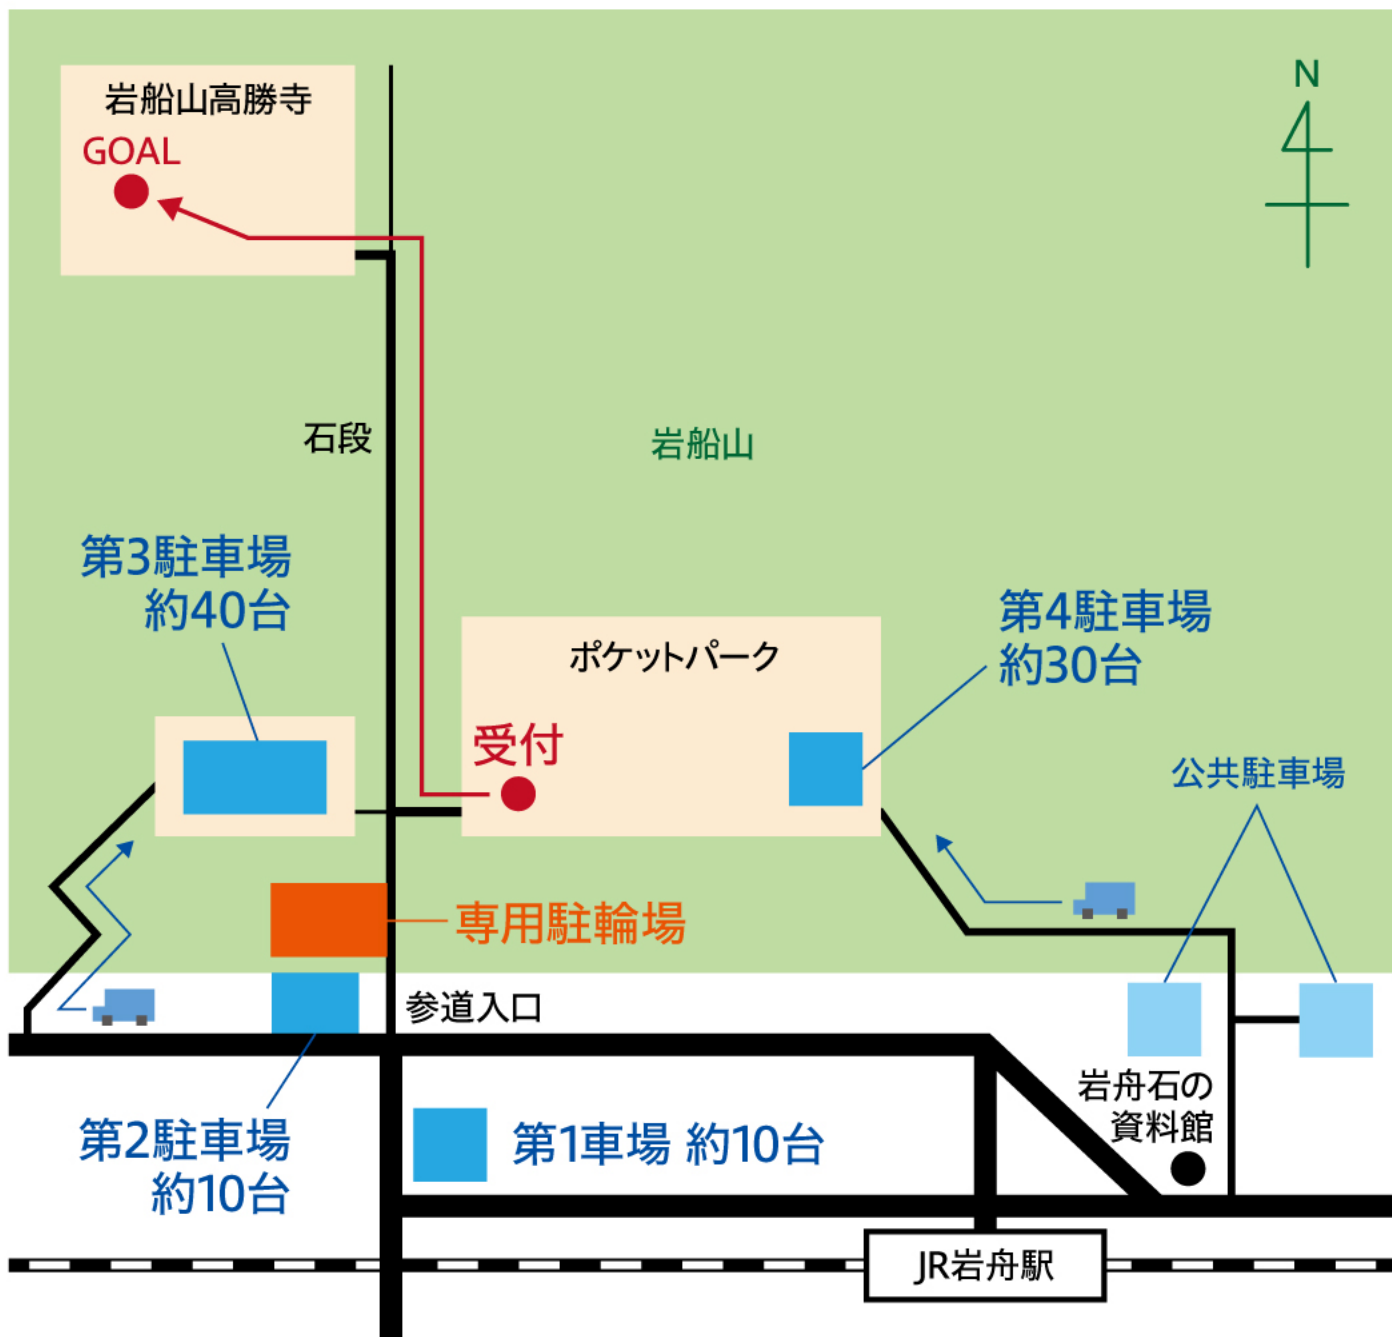 岩船山高勝寺
GOAL
N
石段
岩船山
第3駐車場
約40台
第4駐車場
約30台
ポケットパーク
受付
公共駐車場
専用駐輪場
参道入口
岩舟石の
資料館
第2駐車場
約10台
第1車場 約10台
JR岩舟駅